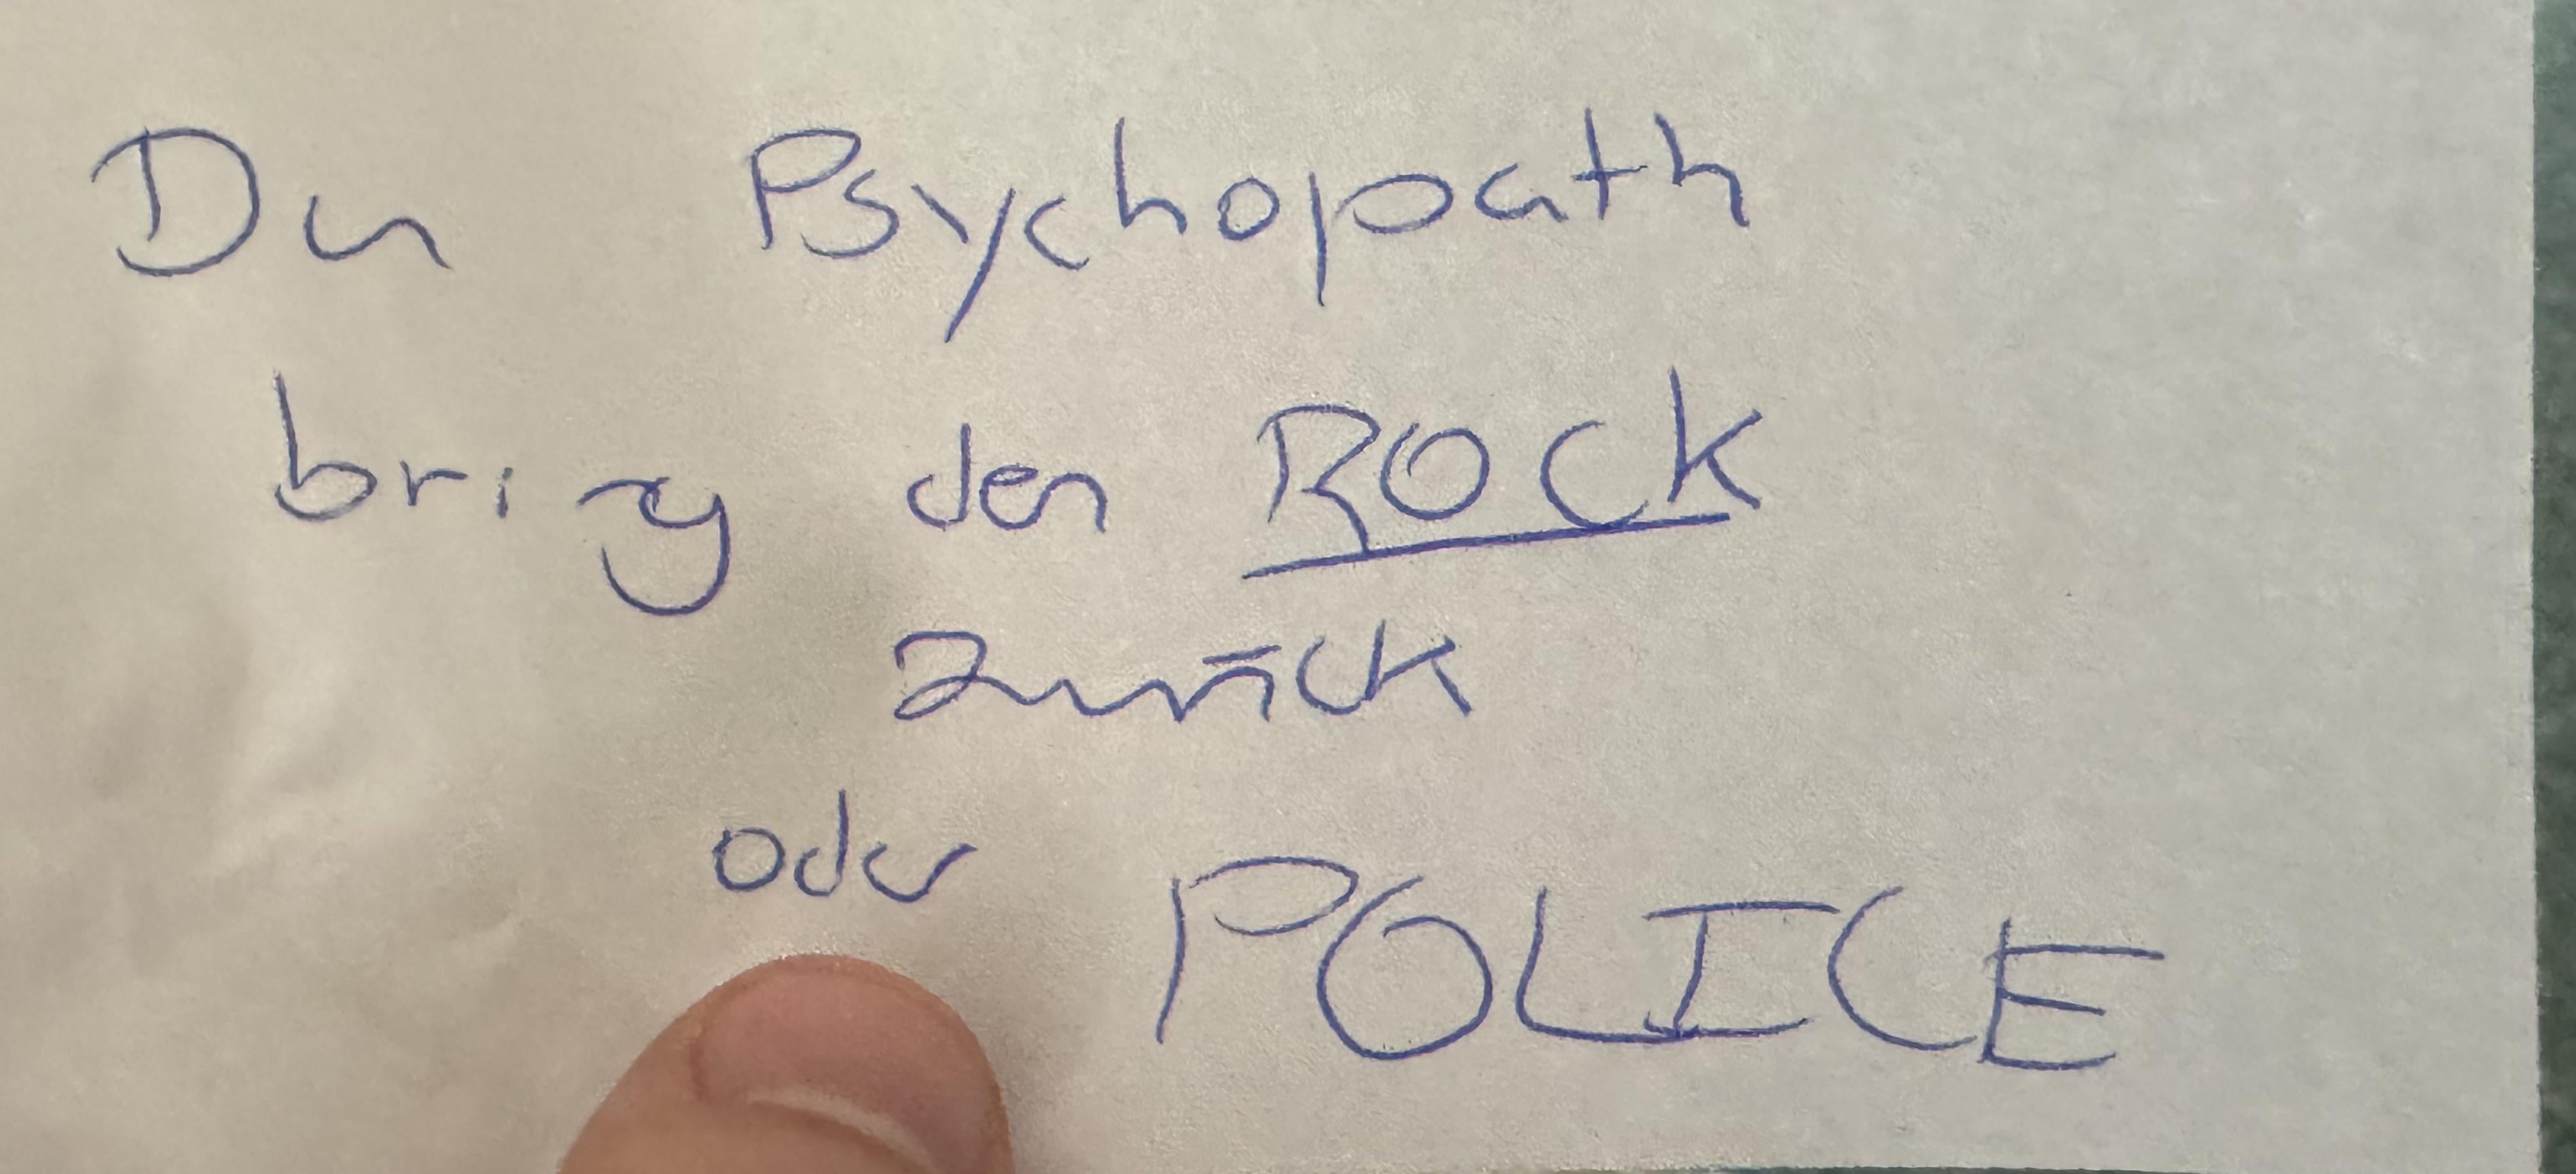 Du Psychopath
bring den ROCK
zurück
oder POLICE